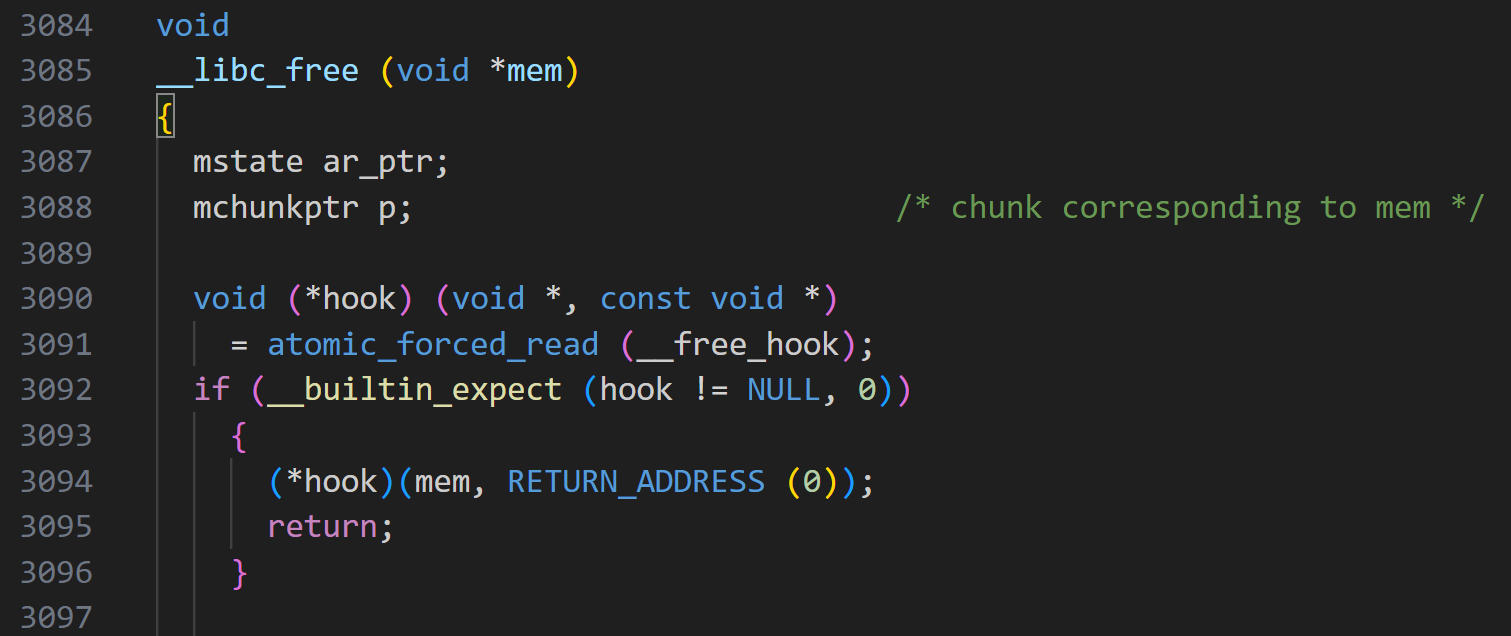 3084 void
3085 __libc_free (void *mem)
3086 {
3087   mstate ar_ptr;
3088   mchunkptr p;                          /* chunk corresponding to mem */
3089
3090   void (*hook) (void *, const void *)
3091     = atomic_forced_read (__free_hook);
3092   if (__builtin_expect (hook != NULL, 0))
3093     {
3094       (*hook)(mem, RETURN_ADDRESS (0));
3095       return;
3096     }
3097